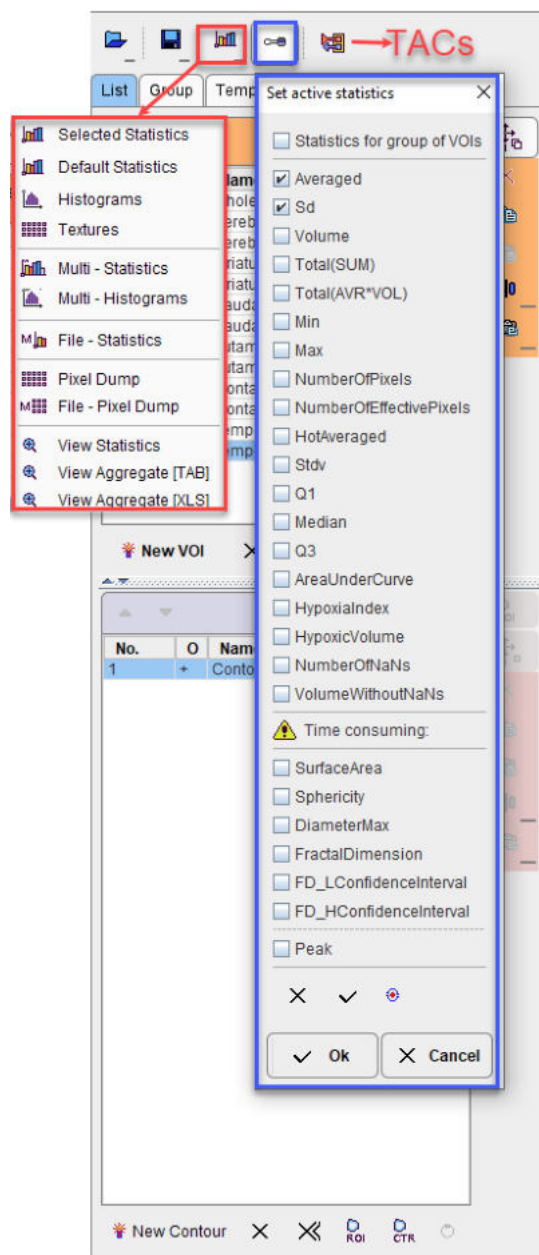 TACs
List
Group
Temp
Set active statistics
Selected Statistics
Default Statistics
Histograms
Textures
Multi - Statistics
Multi - Histograms
M File - Statistics
Pixel Dump
M File - Pixel Dump
View Statistics
View Aggregate [TAB]
View Aggregate [XLS]
Statistics for group of VOIs
Averaged
Sd
Volume
Total(SUM)
Total(AVR*VOL)
Min
Max
NumberOfPixels
NumberOfEffectivePixels
HotAveraged
Stdv
Q1
Median
Q3
AreaUnderCurve
HypoxiaIndex
HypoxicVolume
NumberOfNaNs
VolumeWithoutNaNs
Time consuming:
SurfaceArea
Sphericity
DiameterMax
FractalDimension
FD_LConfidenceInterval
FD_HConfidenceInterval
Peak
Ok
Cancel
New VOI
No. O Nam
1 + Conto
New Contour
ROI
CTR